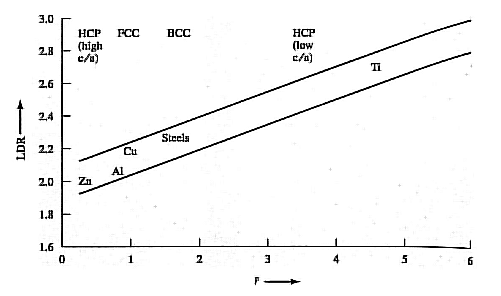 3.0
HCP FCC BCC HCP
(high (low
c/a) c/a)
2.8
Ti
2.6
2.4
LDR
Steels
2.2
Cu
Al
2.0
Zn
1.8
1.6
0 1 2 3 4 5 6
r